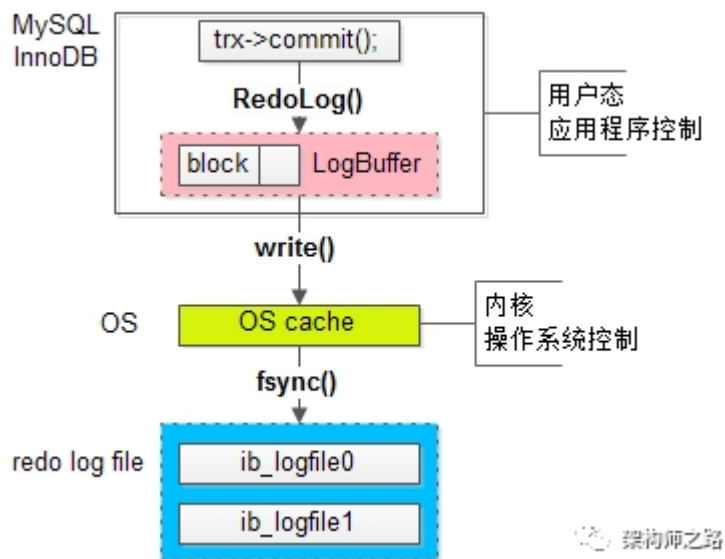 MySQL
InnoDB
trx->commit();
RedoLog()
用户态
应用程序控制
block
LogBuffer
write()
OS
OS cache
内核
操作系统控制
fsync()
redo log file
ib_logfile0
ib_logfile1
架构师之路